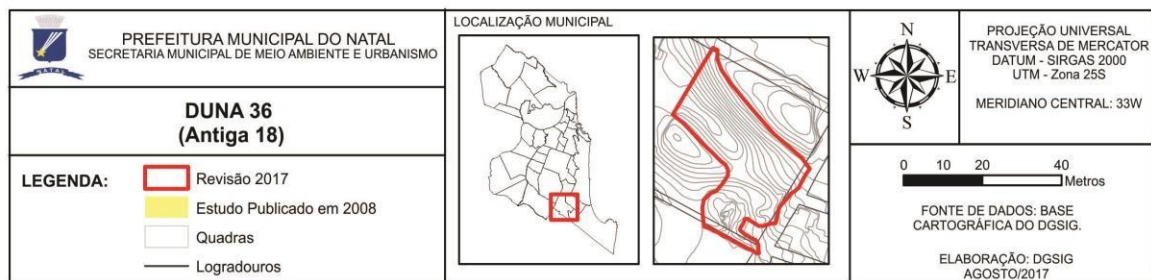 PREFEITURA MUNICIPAL DO NATAL
SECRETARIA MUNICIPAL DE MEIO AMBIENTE E URBANISMO
NATAL
DUNA 36
(Antiga 18)
LEGENDA:
Revisão 2017
Estudo Publicado em 2008
Quadras
Logradouros
LOCALIZAÇÃO MUNICIPAL
N
W
E
S
PROJEÇÃO UNIVERSAL
TRANSVERSA DE MERCATOR
DATUM - SIRGAS 2000
UTM - Zona 25S
MERIDIANO CENTRAL: 33W
0 10 20 40
Metros
FONTE DE DADOS: BASE
CARTOGRÁFICA DO DGSIG.
ELABORAÇÃO: DGSIG
AGOSTO/2017